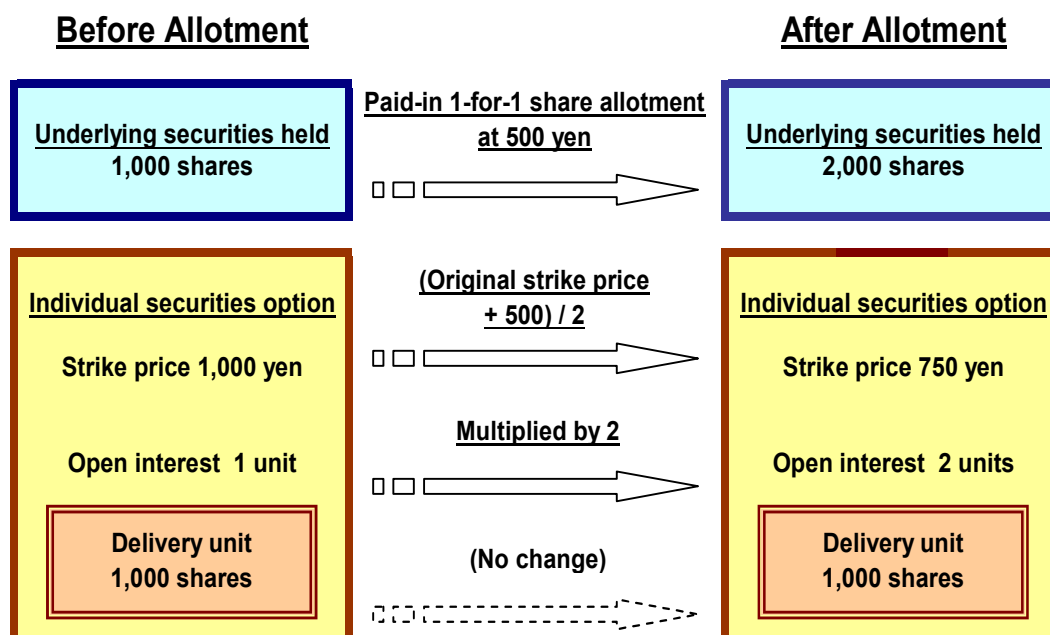 Before Allotment
After Allotment
Underlying securities held
1,000 shares
Paid-in 1-for-1 share allotment
at 500 yen
Underlying securities held
2,000 shares
Individual securities option
Strike price 1,000 yen
Open interest 1 unit
Delivery unit
1,000 shares
(Original strike price
+ 500) / 2
Multiplied by 2
(No change)
Individual securities option
Strike price 750 yen
Open interest 2 units
Delivery unit
1,000 shares